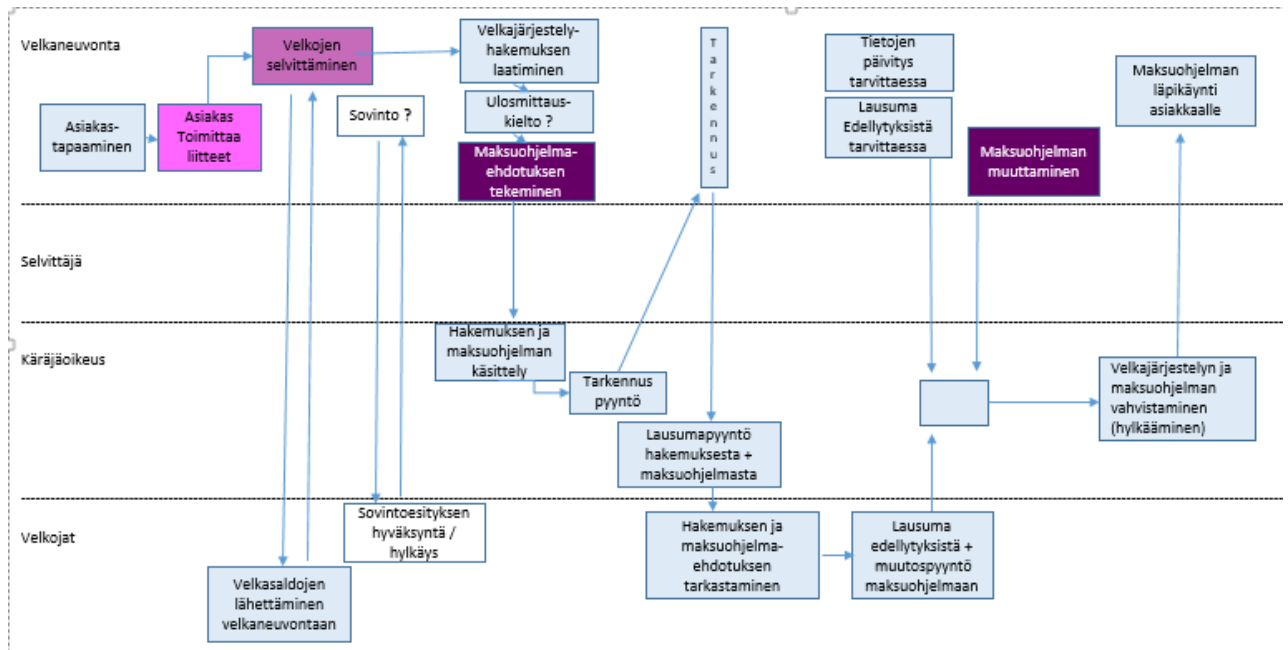 Velkaneuvonta
Asiakas-
tapaaminen
Asiakas
Toimittaa
liitteet
Velkojen
selvittäminen
Sovinto ?
Velkajärjestely-
hakemuksen
laatiminen
Ulosmittaus-
kielto ?
Maksuohjelma-
ehdotuksen
tekeminen
T
a
r
k
e
n
n
u
s
Tietojen
päivitys
tarvittaessa
Lausuma
Edellytyksistä
tarvittaessa
Maksuohjelman
muuttaminen
Maksuohjelman
läpikäynti
asiakkaalle
Selvittäjä
Käräjäoikeus
Hakemuksen ja
maksuohjelman
käsittely
Tarkennus
pyyntö
Lausumapyyntö
hakemuksesta +
maksuohjelmasta
Velkajärjestelyn ja
maksuohjelman
vahvistaminen
(hylkääminen)
Velkojat
Velkasaldojen
lähettäminen
velkaneuvontaan
Sovintoesityksen
hyväksyntä /
hylkäys
Hakemuksen ja
maksuohjelma-
ehdotuksen
tarkastaminen
Lausuma
edellytyksistä +
muutospyyntö
maksuohjelmaan